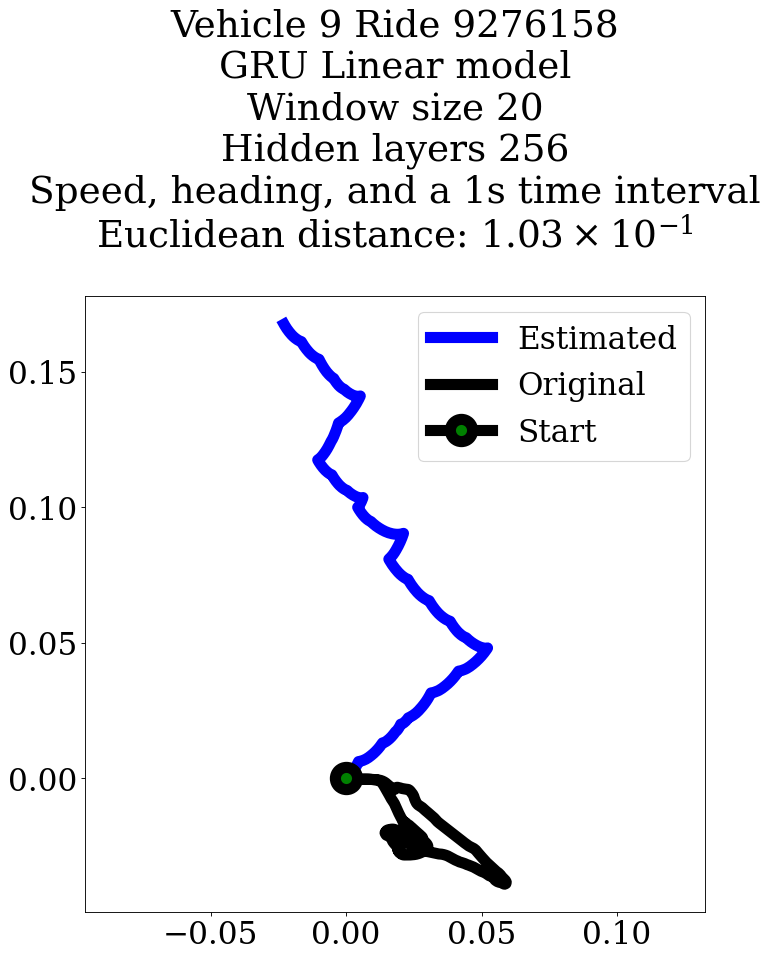 Vehicle 9 Ride 9276158
GRU Linear model
Window size 20
Hidden layers 256
Speed, heading, and a 1s time interval
Euclidean distance: 1.03 × 10⁻¹
Estimated
Original
Start
0.15
0.10
0.05
0.00
−0.05 0.00 0.05 0.10